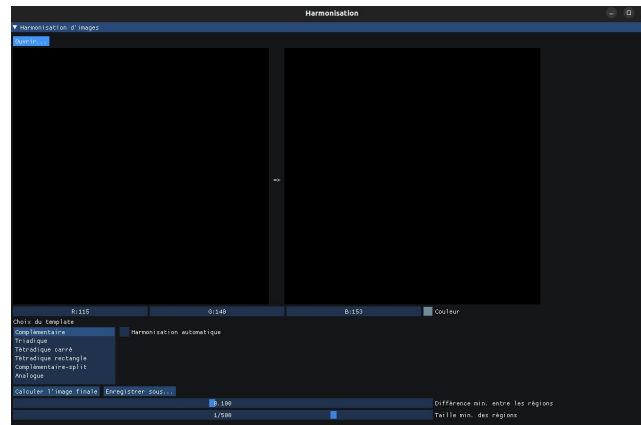 Harmonisation
▼ Harmonisation d'images
Ouvrir...
=>
R:115
G:140
B:153
Couleur
Choix du template
Complémentaire
Harmonisation automatique
Triadique
Tétradique carré
Tétradique rectangle
Complémentaire-split
Analogue
Calculer l'image finale
Enregistrer sous...
0.100
Différence min. entre les régions
1/500
Taille min. des régions